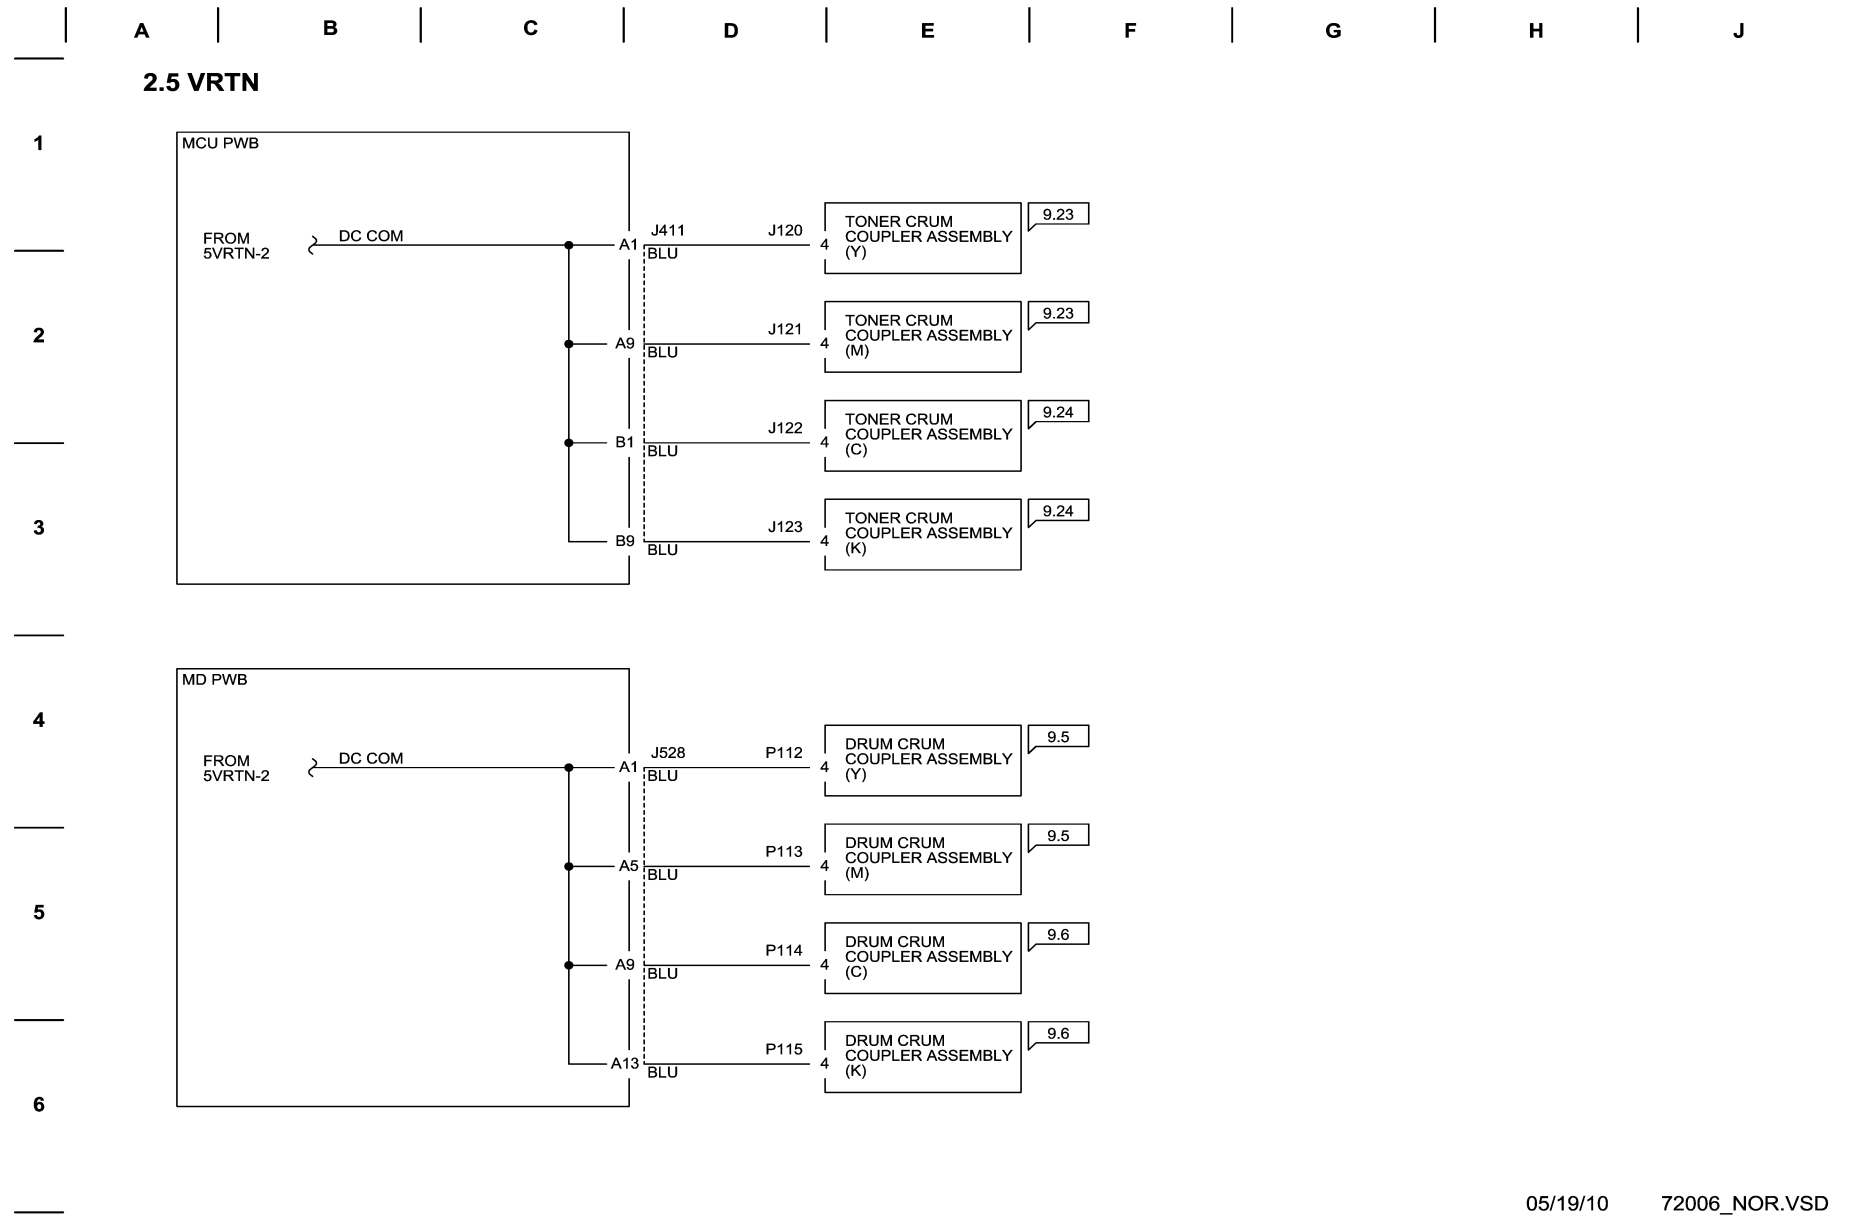 A B C D E F G H J
2.5 VRTN
1
MCU PWB
FROM
5VRTN-2
DC COM
A1
J411
BLU
J120
4
TONER CRUM
COUPLER ASSEMBLY
(Y)
9.23
2
A9
BLU
J121
4
TONER CRUM
COUPLER ASSEMBLY
(M)
9.23
B1
BLU
J122
4
TONER CRUM
COUPLER ASSEMBLY
(C)
9.24
3
B9
BLU
J123
4
TONER CRUM
COUPLER ASSEMBLY
(K)
9.24
MD PWB
4
FROM
5VRTN-2
DC COM
A1
J528
BLU
P112
4
DRUM CRUM
COUPLER ASSEMBLY
(Y)
9.5
A5
BLU
P113
4
DRUM CRUM
COUPLER ASSEMBLY
(M)
9.5
5
A9
BLU
P114
4
DRUM CRUM
COUPLER ASSEMBLY
(C)
9.6
A13
BLU
P115
4
DRUM CRUM
COUPLER ASSEMBLY
(K)
9.6
6
05/19/10 72006_NOR.VSD